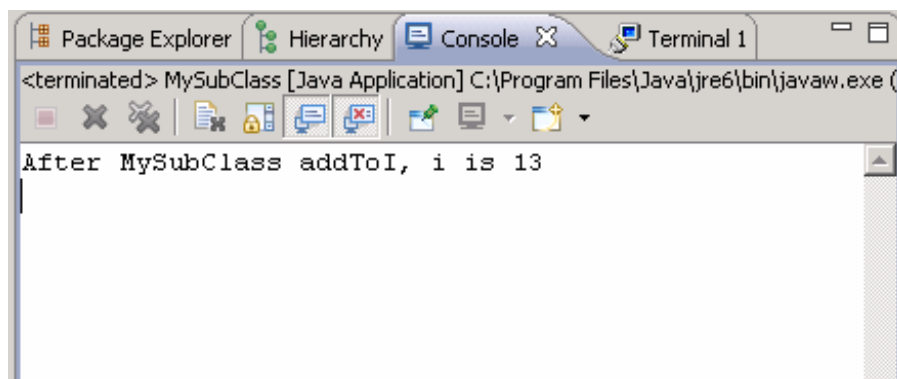 Package Explorer Hierarchy Console Terminal 1
<terminated> MySubClass [Java Application] C:\Program Files\Java\jre6\bin\javaw.exe (
After MySubClass addToI, i is 13